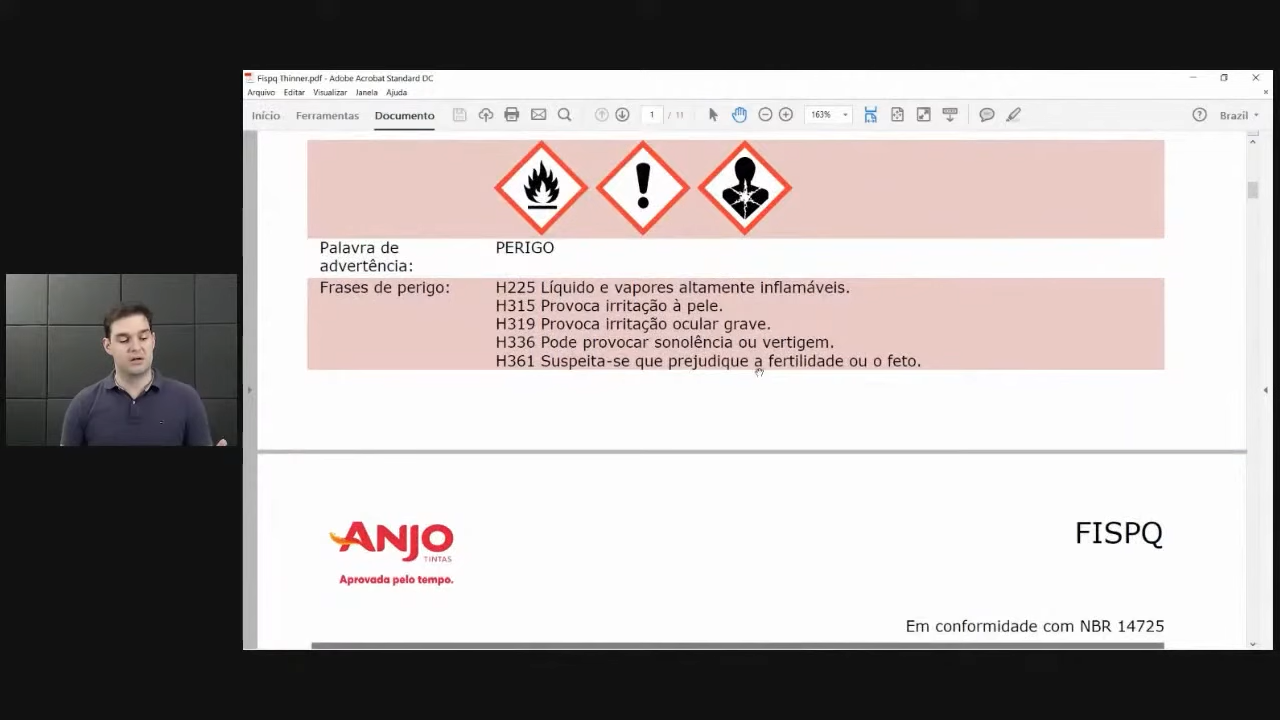 Fispq Thinner.pdf - Adobe Acrobat Standard DC
Arquivo Editar Visualizar Janela Ajuda
Início Ferramentas Documento 1 / 11 163% Brazil
Palavra de advertência: PERIGO
Frases de perigo: H225 Líquido e vapores altamente inflamáveis.
H315 Provoca irritação à pele.
H319 Provoca irritação ocular grave.
H336 Pode provocar sonolência ou vertigem.
H361 Suspeita-se que prejudique a fertilidade ou o feto.
ANJO
TINTAS
Aprovada pelo tempo.
FISPQ
Em conformidade com NBR 14725